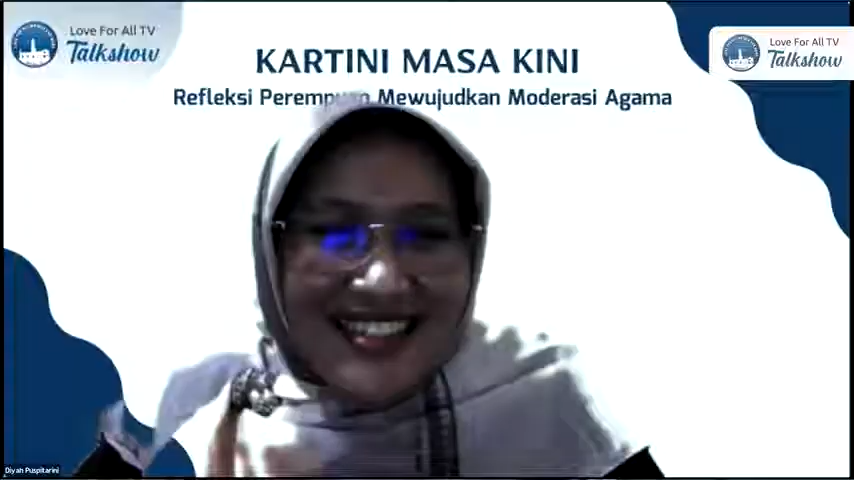 Love For All TV
Talkshow
KARTINI MASA KINI
Refleksi Perempuan Mewujudkan Moderasi Agama
Love For All TV
Talkshow
Diyah Puspitarini